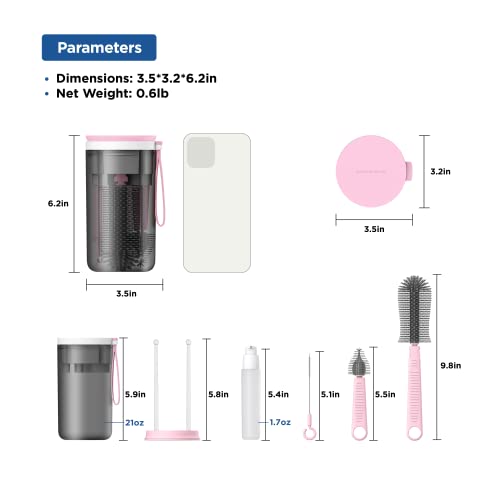 Parameters
• Dimensions: 3.5*3.2*6.2in
• Net Weight: 0.6lb
6.2in
3.5in
3.2in
3.5in
5.9in
21oz
5.8in
5.4in
1.7oz
5.1in
5.5in
9.8in